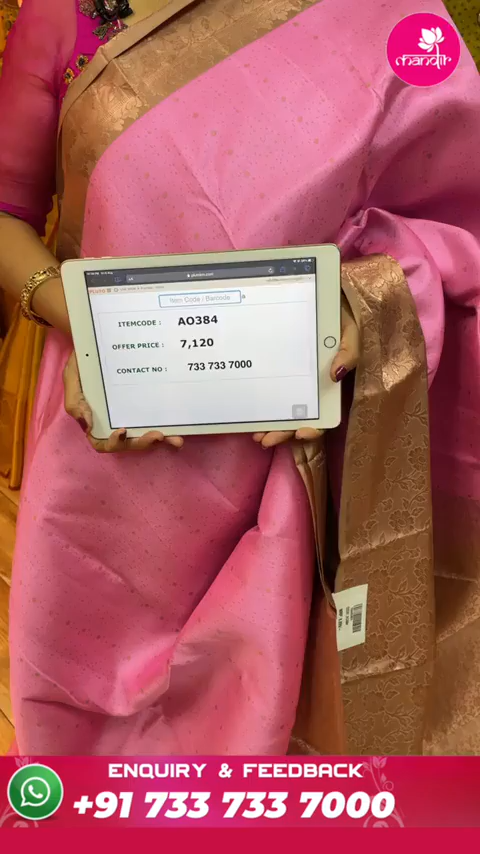 mandir
Item Code / Barcode
ITEMCODE : AO384
OFFER PRICE : 7,120
CONTACT NO : 733 733 7000
ENQUIRY & FEEDBACK
+91 733 733 7000